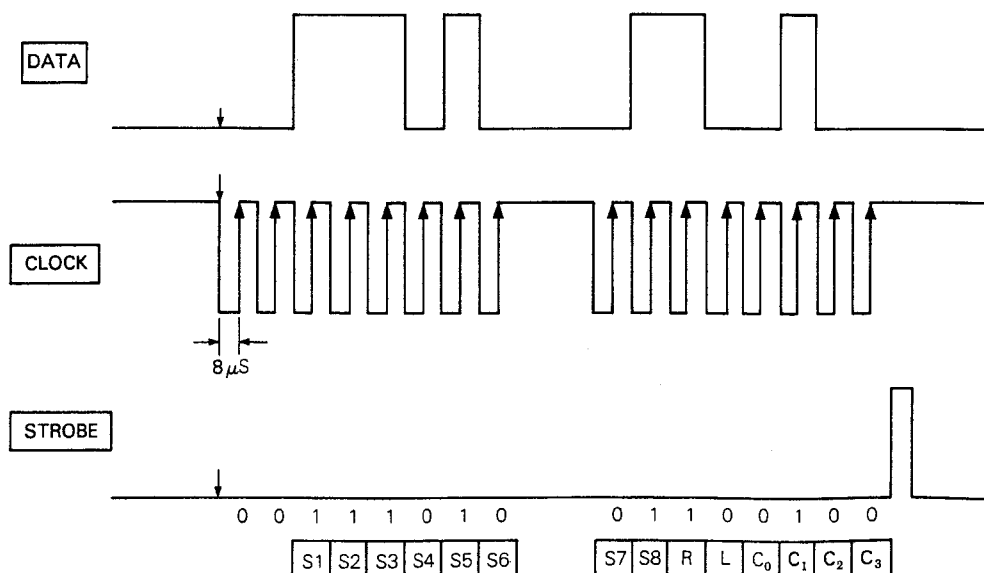 DATA
CLOCK
8 μS
STROBE
0 0 1 1 1 0 1 0 0 1 1 0 0 1 0 0
S1 S2 S3 S4 S5 S6 S7 S8 R L C₀ C₁ C₂ C₃